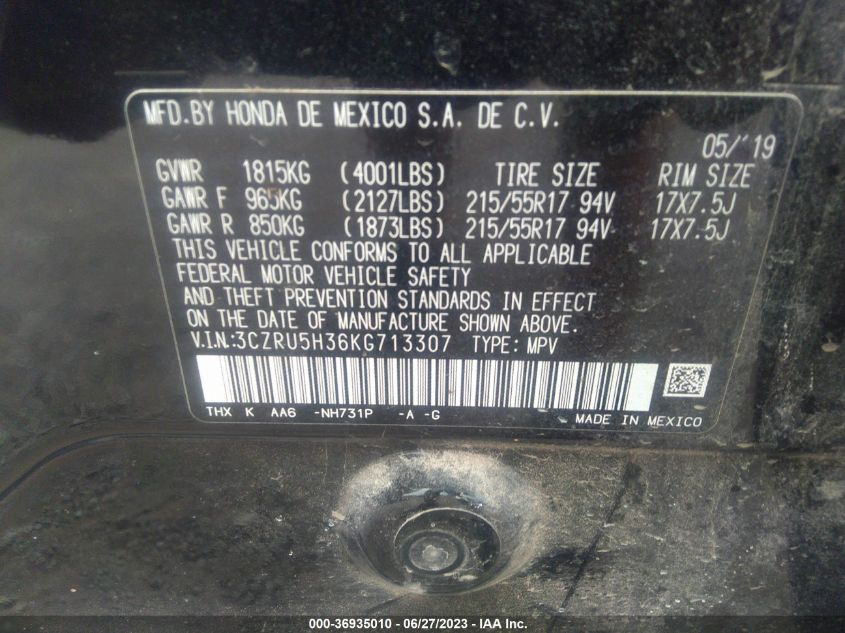 MFD.BY HONDA DE MEXICO S.A. DE C.V.
05/'19
GVWR 1815KG (4001LBS) TIRE SIZE RIM SIZE
GAWR F 965KG (2127LBS) 215/55R17 94V 17X7.5J
GAWR R 850KG (1873LBS) 215/55R17 94V 17X7.5J
THIS VEHICLE CONFORMS TO ALL APPLICABLE
FEDERAL MOTOR VEHICLE SAFETY
AND THEFT PREVENTION STANDARDS IN EFFECT
ON THE DATE OF MANUFACTURE SHOWN ABOVE.
V.I.N:3CZRU5H36KG713307 TYPE: MPV
THX K AA6 -NH731P -A -G
MADE IN MEXICO
000-36935010 - 06/27/2023 - IAA Inc.